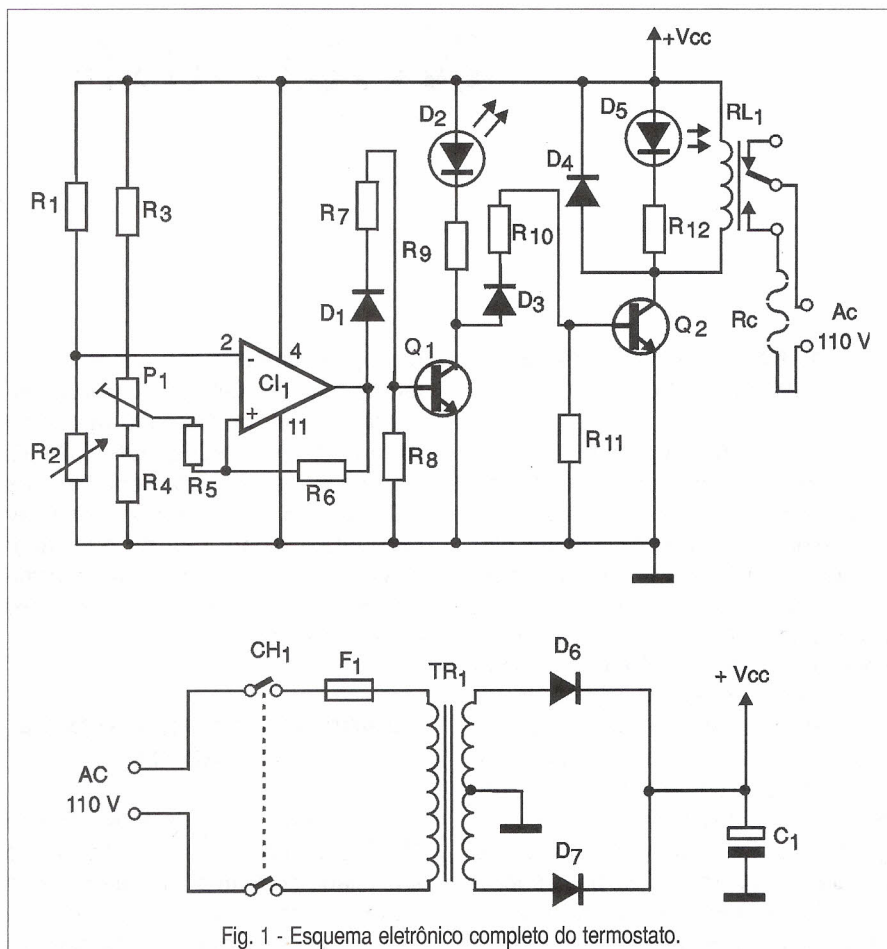 +Vcc
D2
D5
RL1
D4
R1
R3
R7
R9
R10
R12
D1
D3
Rc
Ac
110 V
2
4
-
P1
CI1
Q1
Q2
+
11
R2
R4
R5
R6
R8
R11
CH1
F1
TR1
D6
+ Vcc
AC
110 V
D7
C1
Fig. 1 - Esquema eletrônico completo do termostato.